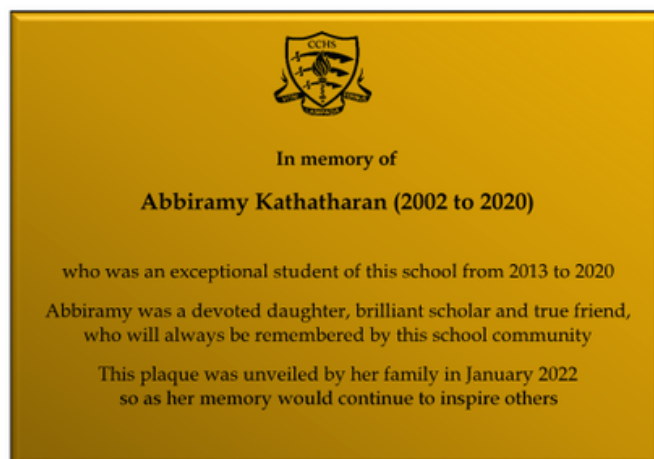 CCHS
In memory of
Abbiramy Kathatharan (2002 to 2020)
who was an exceptional student of this school from 2013 to 2020
Abbiramy was a devoted daughter, brilliant scholar and true friend,
who will always be remembered by this school community
This plaque was unveiled by her family in January 2022
so as her memory would continue to inspire others